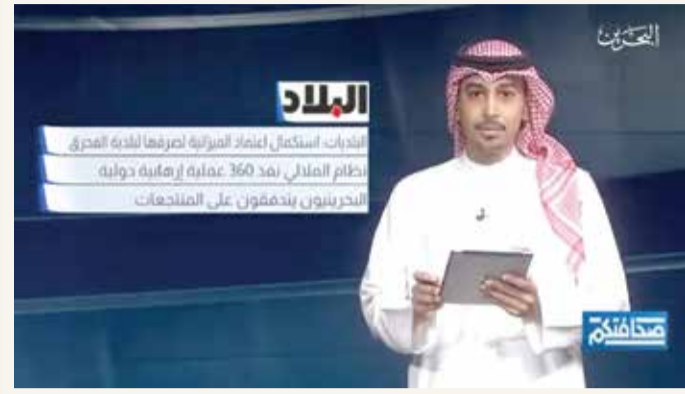 البحرين
البلاد
البلديات: استكمال اعتماد الميزانية لصرفها لبلدية المحرق
نظام الملالي نفذ 360 عملية إرهابية دولية
البحرينيون يتدفقون على المنتجعات
صحافتكم